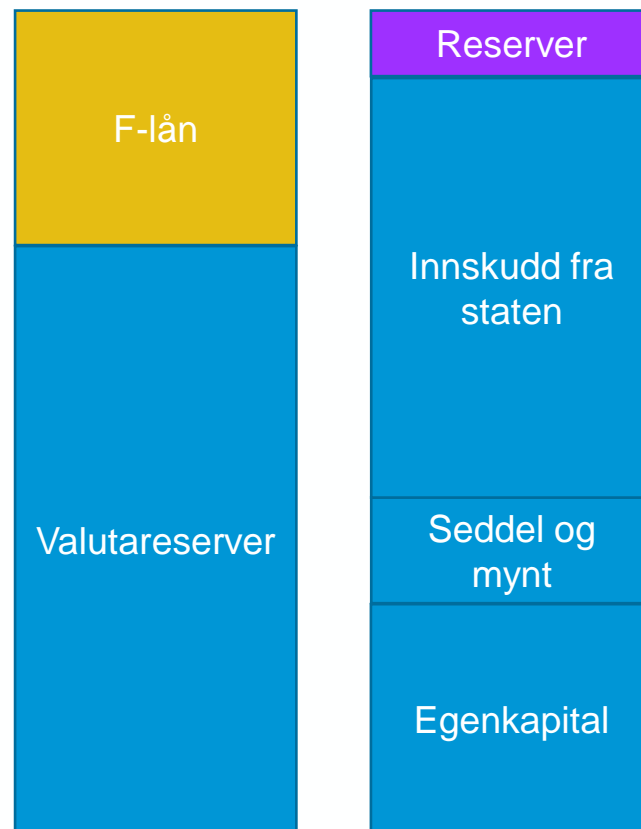 F-lån
Valutareserver
Reserver
Innskudd fra
staten
Seddel og
mynt
Egenkapital